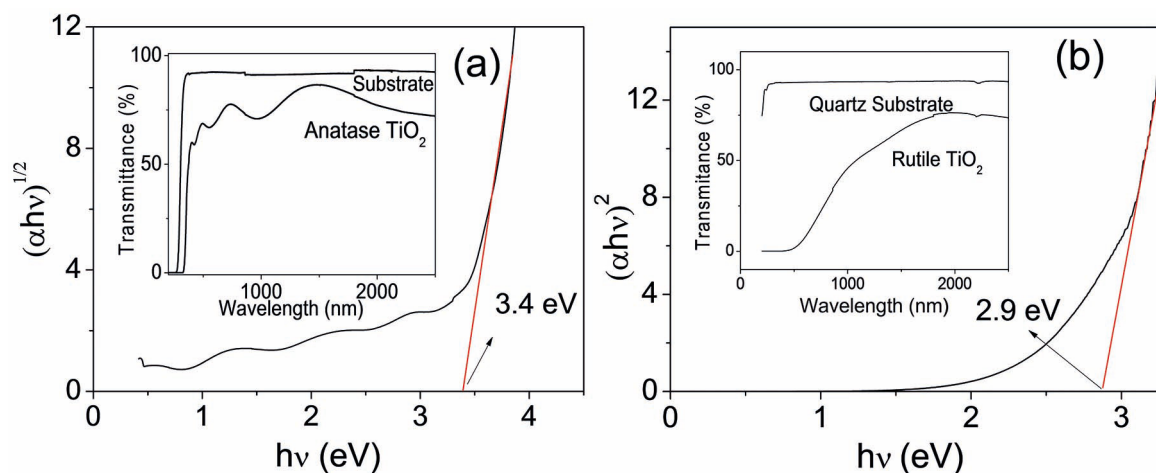 (a)
12
8
4
0
(αhν)^1/2
0
1
2
3
4
hν (eV)
3.4 eV
100
50
0
Transmittance (%)
Substrate
Anatase TiO₂
1000
2000
Wavelength (nm)
(b)
12
8
4
0
(αhν)²
0
1
2
3
hν (eV)
2.9 eV
100
50
0
Transmitance (%)
Quartz Substrate
Rutile TiO₂
0
1000
2000
Wavelength (nm)